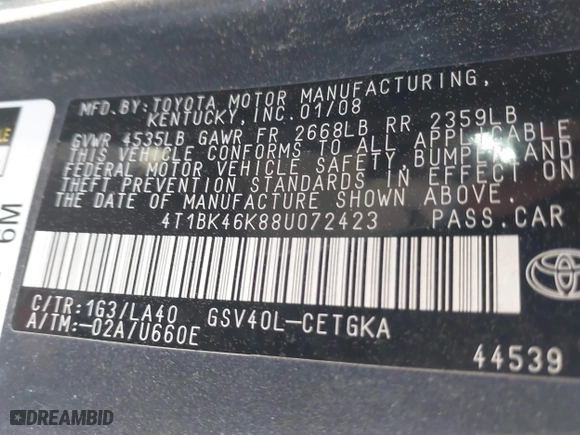 MFD. BY: TOYOTA MOTOR MANUFACTURING,
KENTUCKY, INC. 01/08
GVWR 4535LB GAWR FR 2668LB RR 2359LB
THIS VEHICLE CONFORMS TO ALL APPLICABLE
FEDERAL MOTOR VEHICLE SAFETY, BUMPER, AND
THEFT PREVENTION STANDARDS IN EFFECT ON
THE DATE OF MANUFACTURE SHOWN ABOVE.
4T1BK46K88U072423 PASS. CAR
C/TR: 1G3/LA40 GSV40L-CETGKA
A/TM: -02A/U660E
44539
TOYOTA
6M
DREAMBID